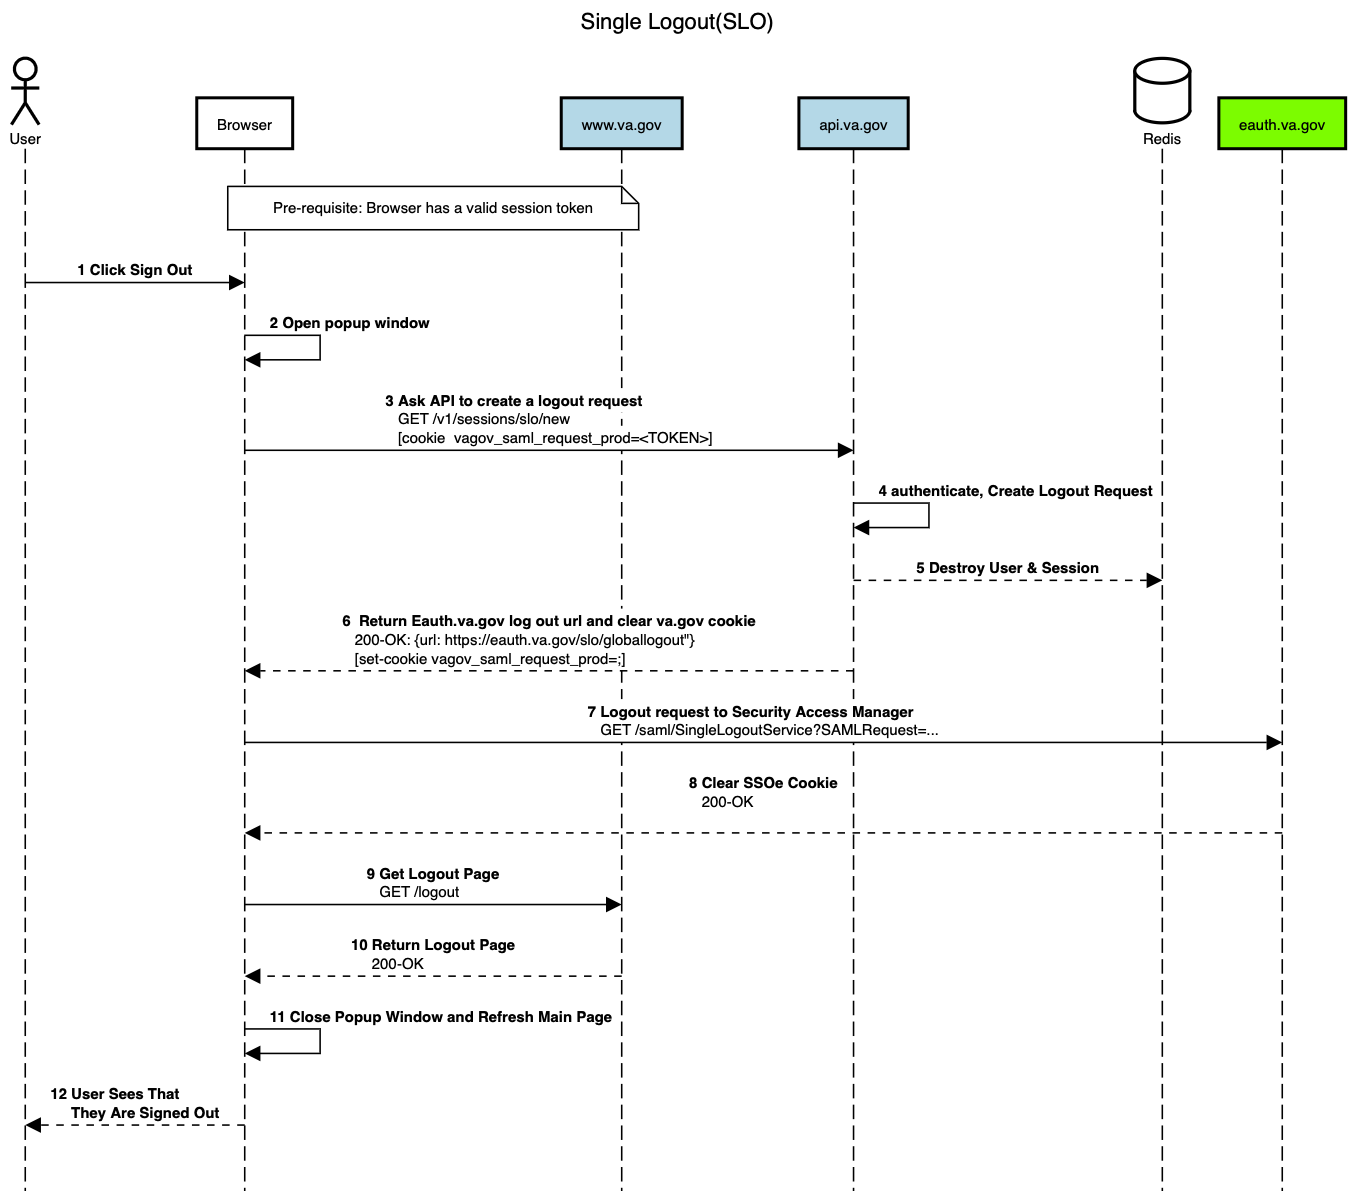 Single Logout(SLO)
User
Browser
www.va.gov
api.va.gov
Redis
eauth.va.gov
Pre-requisite: Browser has a valid session token
1 Click Sign Out
2 Open popup window
3 Ask API to create a logout request
GET /v1/sessions/slo/new
[cookie  vagov_saml_request_prod=<TOKEN>]
4 authenticate, Create Logout Request
5 Destroy User & Session
6  Return Eauth.va.gov log out url and clear va.gov cookie
200-OK: {url: https://eauth.va.gov/slo/globallogout"}
[set-cookie vagov_saml_request_prod=;]
7 Logout request to Security Access Manager
GET /saml/SingleLogoutService?SAMLRequest=...
8 Clear SSOe Cookie
200-OK
9 Get Logout Page
GET /logout
10 Return Logout Page
200-OK
11 Close Popup Window and Refresh Main Page
12 User Sees That
They Are Signed Out